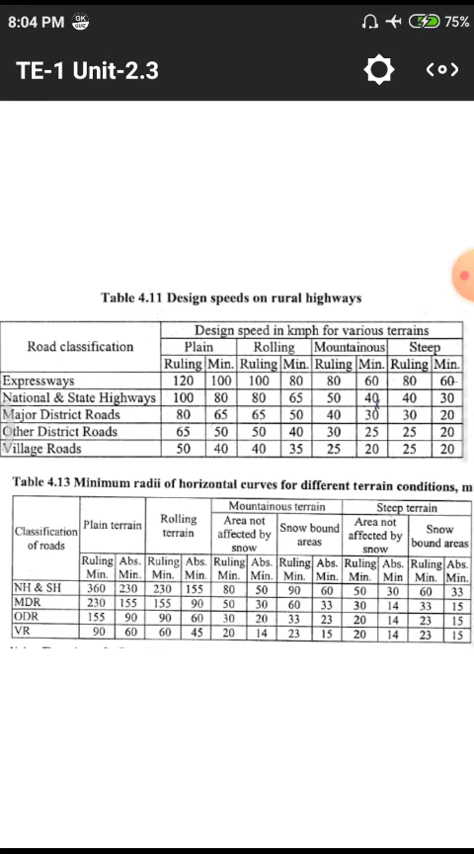 8:04 PM
75%
TE-1 Unit-2.3
Table 4.11 Design speeds on rural highways
Road classification
Design speed in kmph for various terrains
Plain Rolling Mountainous Steep
Ruling Min. Ruling Min. Ruling Min. Ruling Min.
Expressways 120 100 100 80 80 60 80 60
National & State Highways 100 80 80 65 50 40 40 30
Major District Roads 80 65 65 50 40 30 30 20
Other District Roads 65 50 50 40 30 25 25 20
Village Roads 50 40 40 35 25 20 25 20
Table 4.13 Minimum radii of horizontal curves for different terrain conditions, m
Classification of roads
Plain terrain
Rolling terrain
Mountainous terrain Steep terrain
Area not affected by snow
Snow bound areas
Area not affected by snow
Snow bound areas
Ruling Abs. Ruling Abs. Ruling Abs. Ruling Abs. Ruling Abs. Ruling Abs.
Min. Min. Min. Min. Min. Min. Min. Min. Min. Min Min. Min.
NH & SH 360 230 230 155 80 50 90 60 50 30 60 33
MDR 230 155 155 90 50 30 60 33 30 14 33 15
ODR 155 90 90 60 30 20 33 23 20 14 23 15
VR 90 60 60 45 20 14 23 15 20 14 23 15